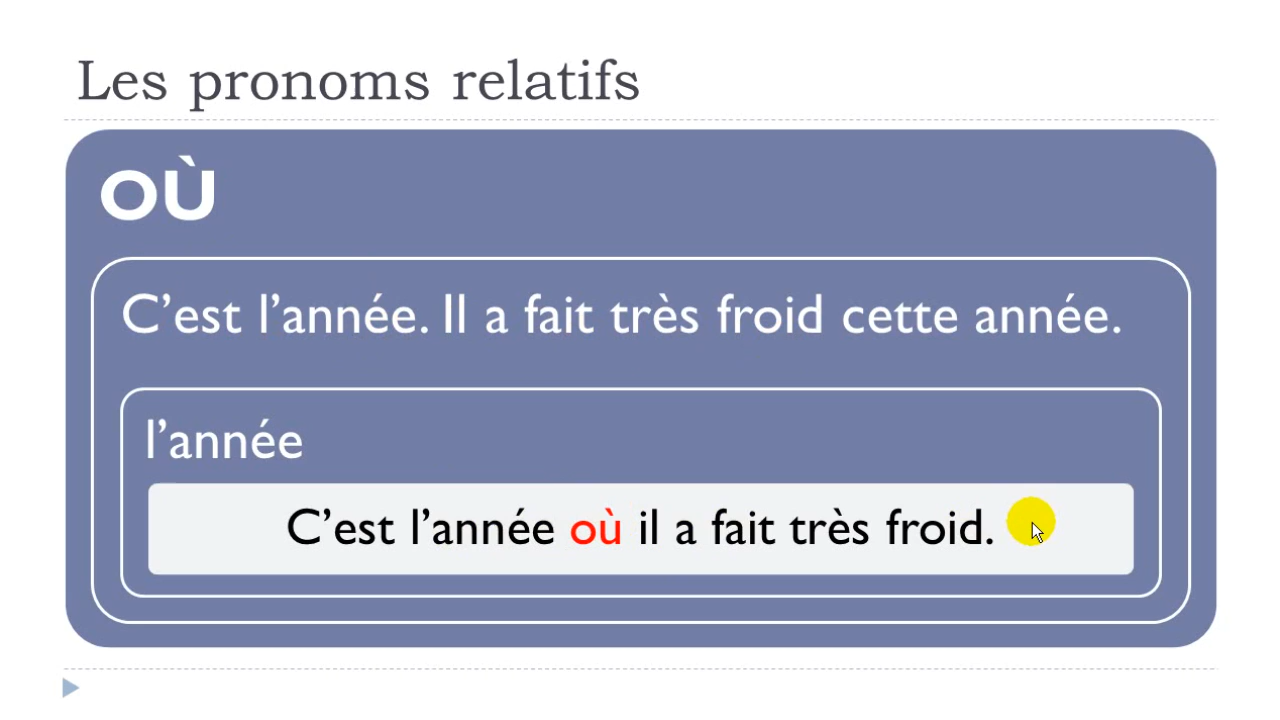 Les pronoms relatifs
OÙ
C’est l’année. Il a fait très froid cette année.
l’année
C’est l’année où il a fait très froid.